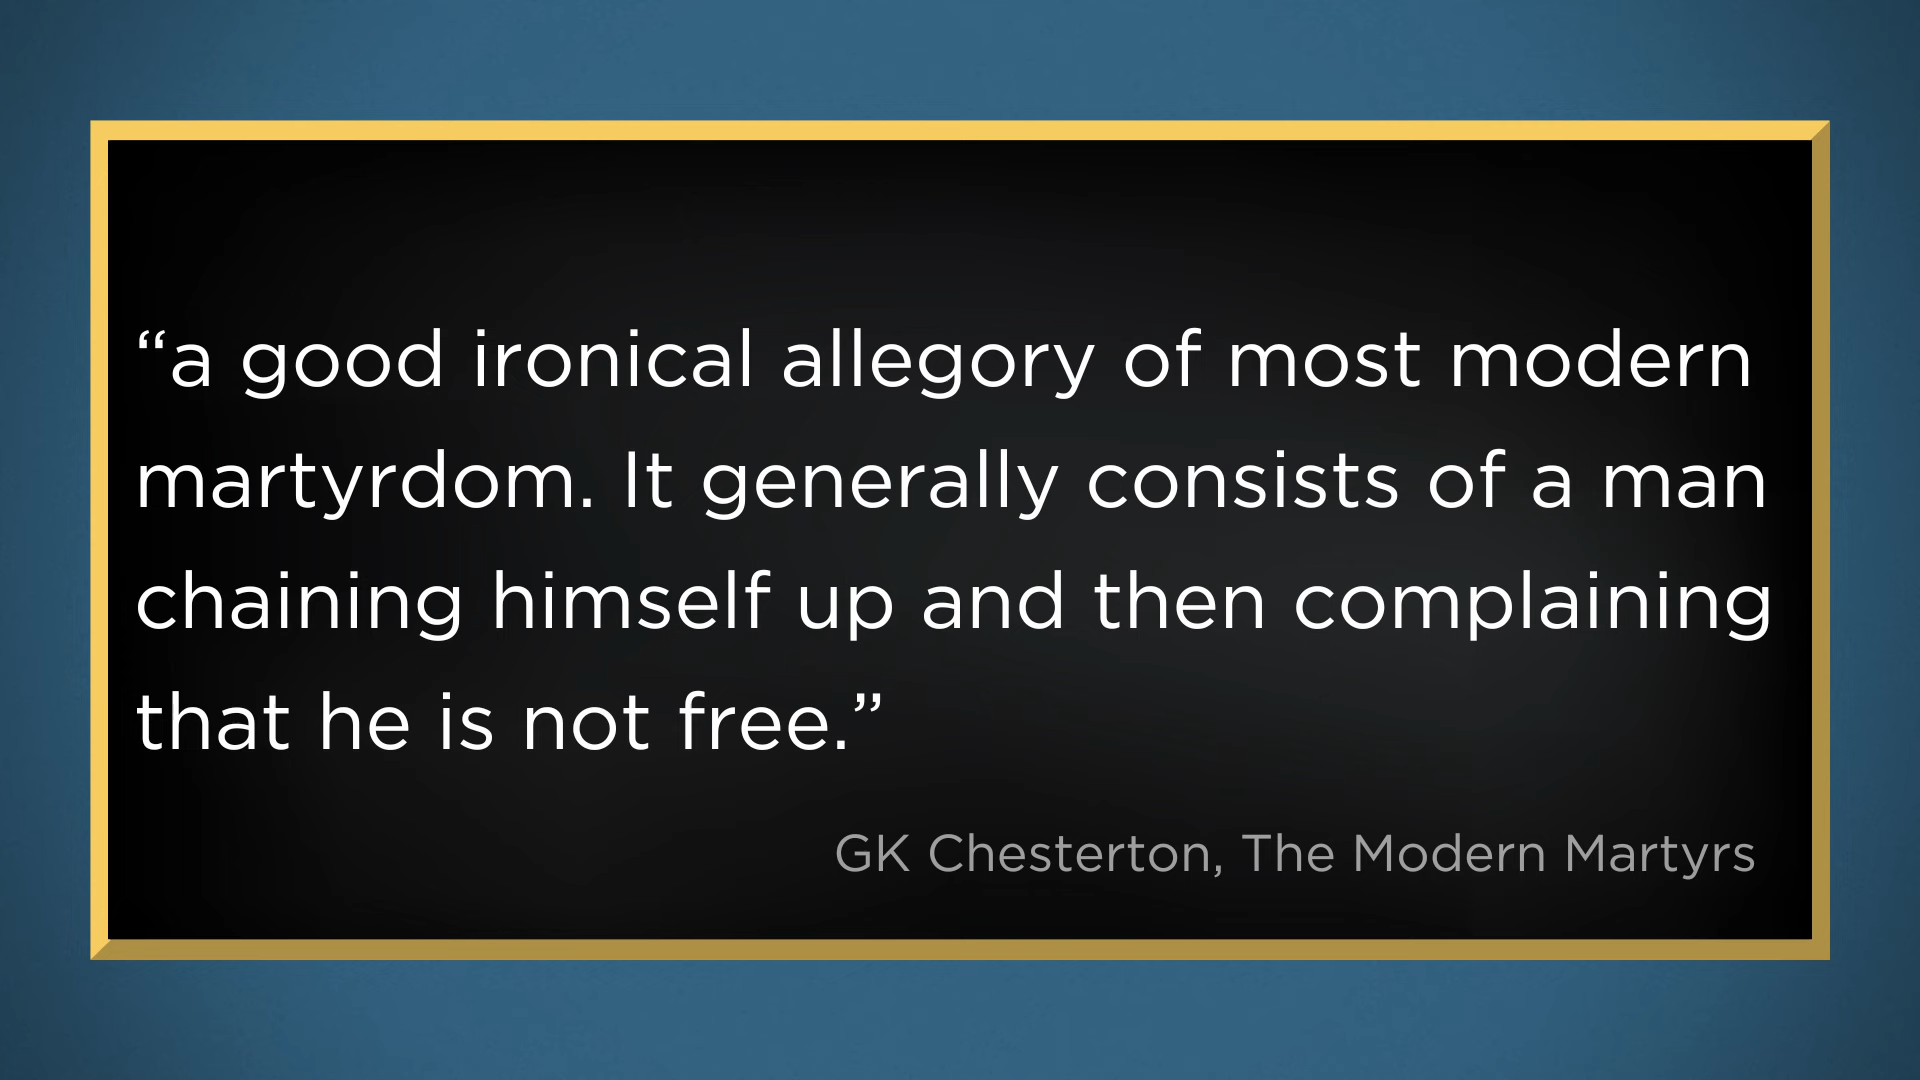 “a good ironical allegory of most modern
martyrdom. It generally consists of a man
chaining himself up and then complaining
that he is not free.”
GK Chesterton, The Modern Martyrs